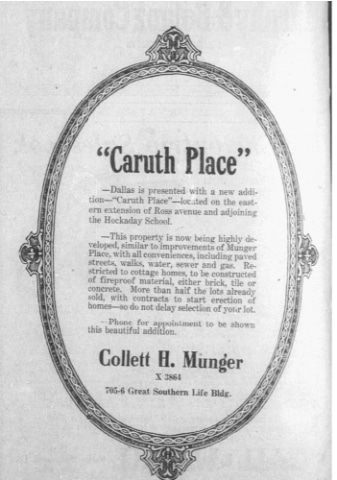 "Caruth Place"
—Dallas is presented with a new addi-
tion—"Caruth Place"—located on the east-
ern extension of Ross avenue and adjoining
the Hockaday School.
—This property is now being highly de-
veloped, similar to improvements of Munger
Place, with all conveniences, including paved
streets, walks, water, sewer and gas. Re-
stricted to cottage homes, to be constructed
of fireproof material, either brick, tile or
concrete. More than half the lots already
sold, with contracts to start erection of
homes—so do not delay selection of your lot.
—Phone for appointment to be shown
this beautiful addition.
Collett H. Munger
X 3864
705-6 Great Southern Life Bldg.